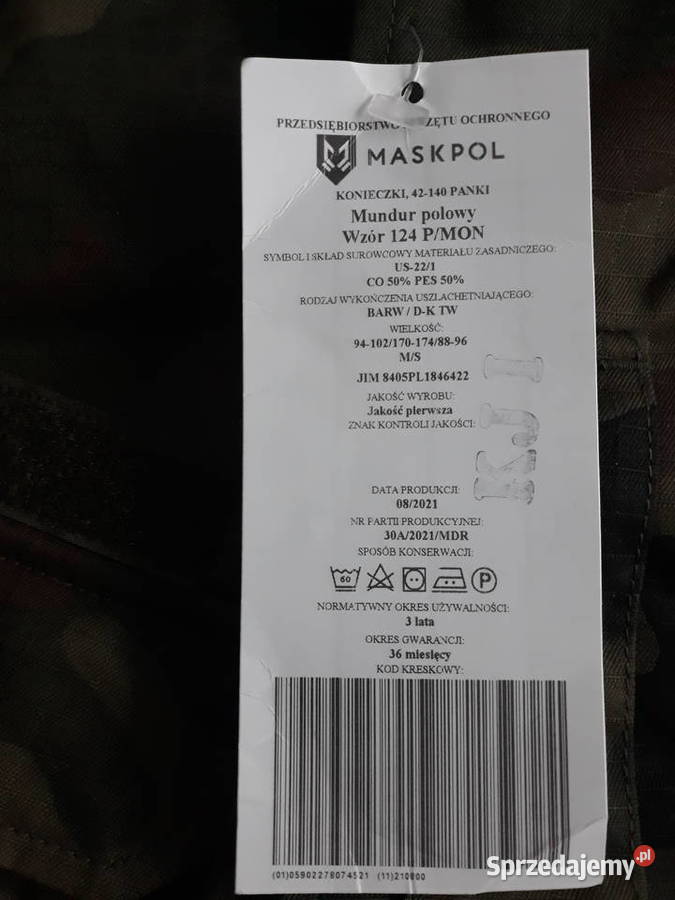 PRZEDSIĘBIORSTWO SPRZĘTU OCHRONNEGO
MASKPOL
KONIECZKI, 42-140 PANKI
Mundur polowy
Wzór 124 P/MON
SYMBOL I SKŁAD SUROWCOWY MATERIAŁU ZASADNICZEGO:
US-22/1
CO 50% PES 50%
RODZAJ WYKOŃCZENIA USZLACHETNIAJĄCEGO:
BARW / D-K TW
WIELKOŚĆ:
94-102/170-174/88-96
M/S
JIM 8405PL1846422
JAKOŚĆ WYROBU:
Jakość pierwsza
ZNAK KONTROLI JAKOŚCI:
DATA PRODUKCJI:
08/2021
NR PARTII PRODUKCYJNEJ:
30A/2021/MDR
SPOSÓB KONSERWACJI:
60 P
NORMATYWNY OKRES UŻYWALNOŚCI:
3 lata
OKRES GWARANCJI:
36 miesięcy
KOD KRESKOWY:
(01)05902278074521 (11)210800
Sprzedajemy.pl